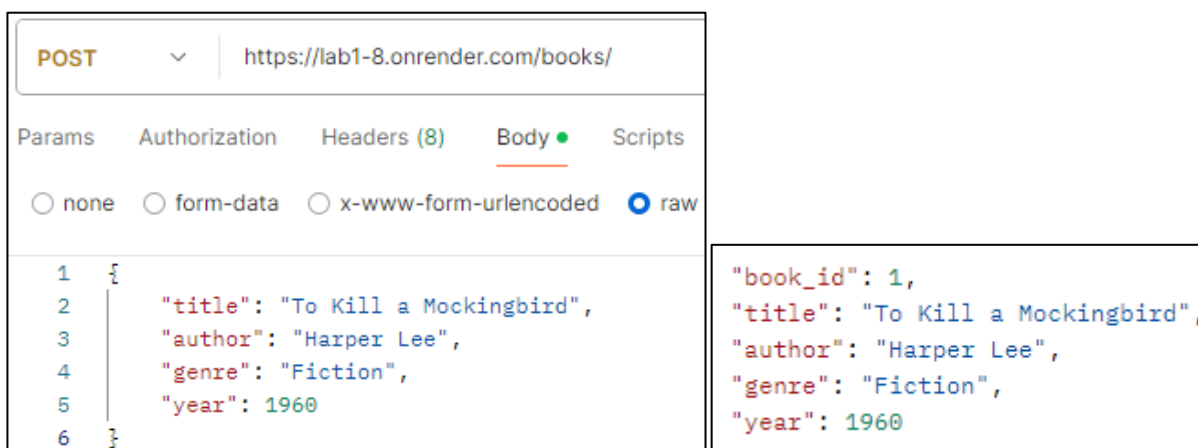 POST https://lab1-8.onrender.com/books/
Params Authorization Headers (8) Body Scripts
none form-data x-www-form-urlencoded raw
1 {
2 "title": "To Kill a Mockingbird",
3 "author": "Harper Lee",
4 "genre": "Fiction",
5 "year": 1960
6 }
"book_id": 1,
"title": "To Kill a Mockingbird",
"author": "Harper Lee",
"genre": "Fiction",
"year": 1960